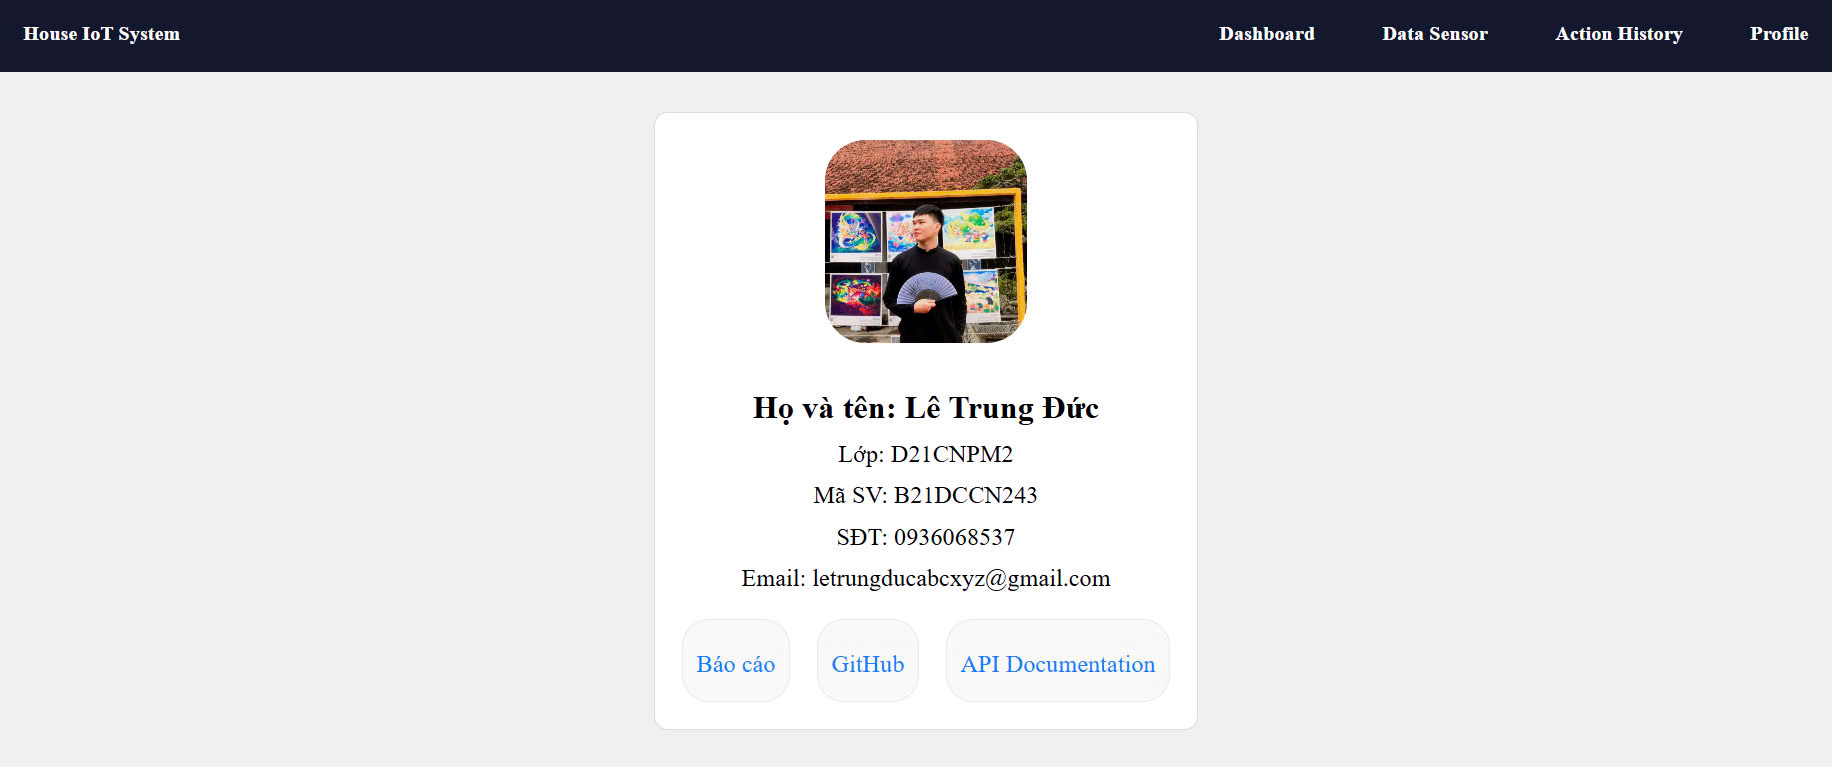 House IoT System Dashboard Data Sensor Action History Profile
Họ và tên: Lê Trung Đức
Lớp: D21CNPM2
Mã SV: B21DCCN243
SĐT: 0936068537
Email: letrungducabcxyz@gmail.com
Báo cáo GitHub API Documentation